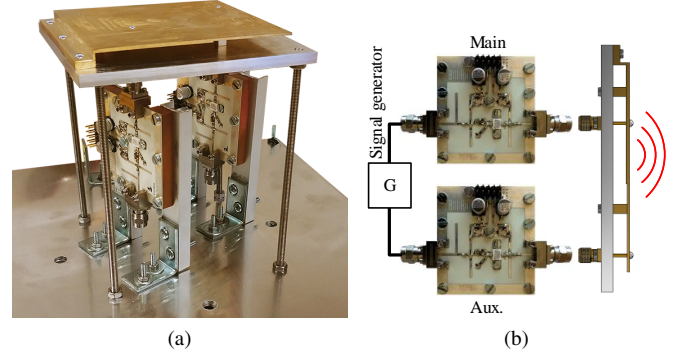 Main
Signal generator
G
Aux.
(a)
(b)